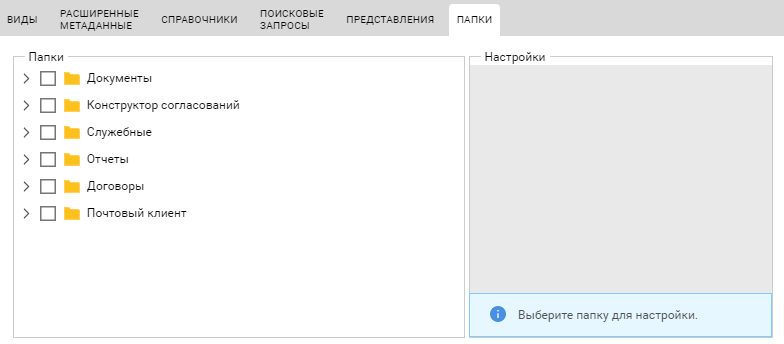 ВИДЫ
РАСШИРЕННЫЕ
МЕТАДАННЫЕ
СПРАВОЧНИКИ
ПОИСКОВЫЕ
ЗАПРОСЫ
ПРЕДСТАВЛЕНИЯ
ПАПКИ
Папки
Документы
Конструктор согласований
Служебные
Отчеты
Договоры
Почтовый клиент
Настройки
Выберите папку для настройки.